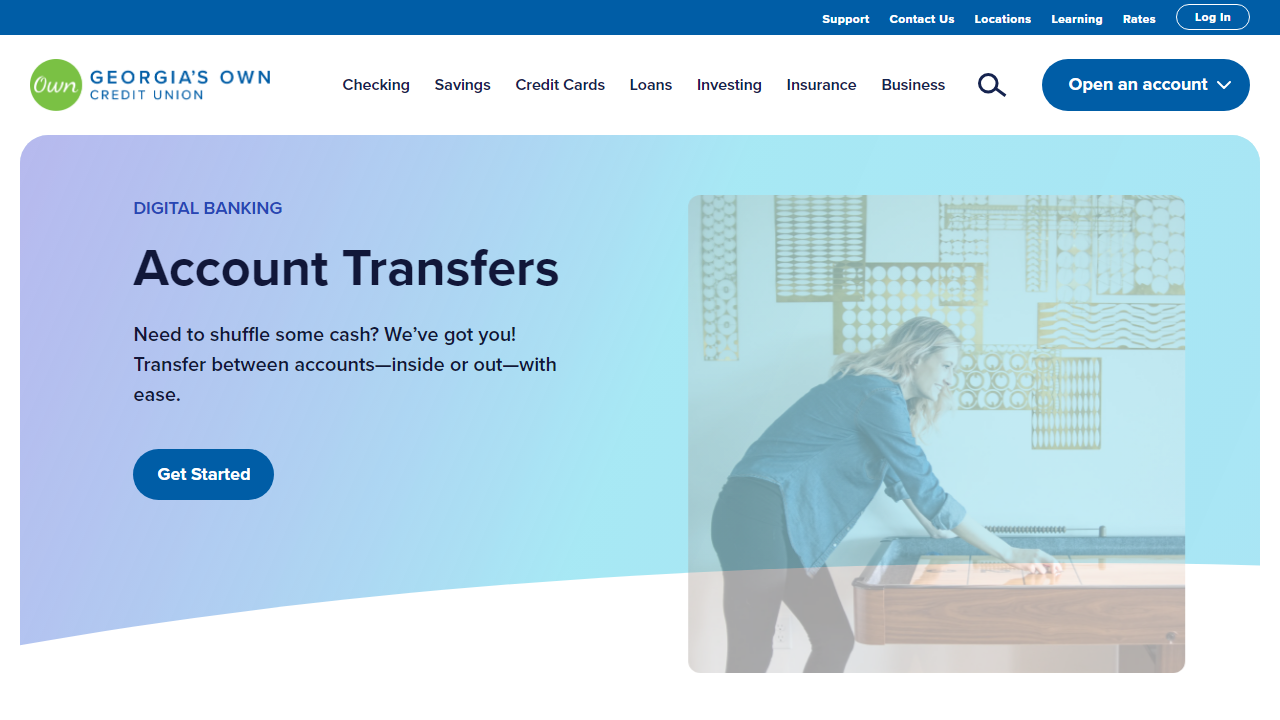 Support Contact Us Locations Learning Rates Log In
Own GEORGIA'S OWN
CREDIT UNION
Checking Savings Credit Cards Loans Investing Insurance Business Open an account
DIGITAL BANKING
Account Transfers
Need to shuffle some cash? We've got you!
Transfer between accounts—inside or out—with
ease.
Get Started